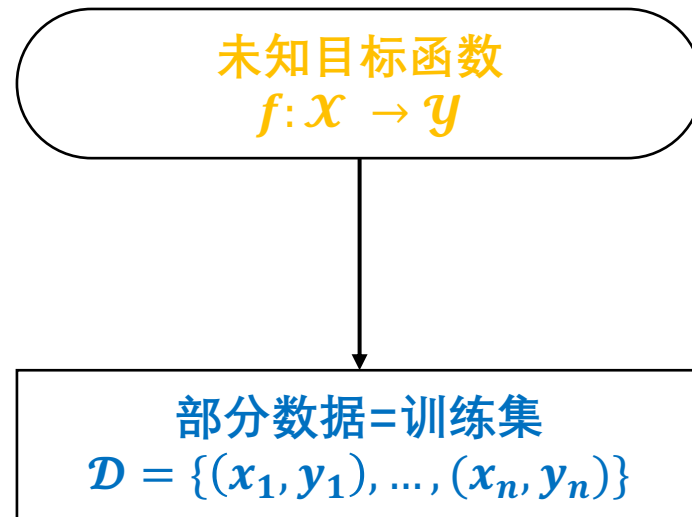 未知目标函数
f: 𝒳 → 𝒴
部分数据=训练集
𝒟 = {(x₁, y₁), ..., (xₙ, yₙ)}